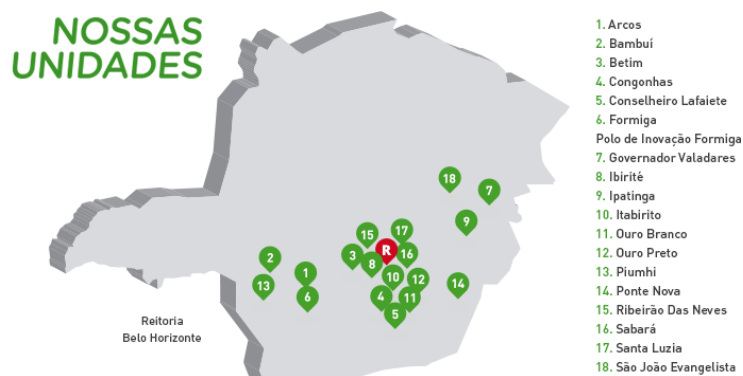 NOSSAS
UNIDADES
1. Arcos
2. Bambuí
3. Betim
4. Congonhas
5. Conselheiro Lafaiete
6. Formiga
Polo de Inovação Formiga
7. Governador Valadares
8. Ibirité
9. Ipatinga
10. Itabirito
11. Ouro Branco
12. Ouro Preto
13. Piumhi
14. Ponte Nova
15. Ribeirão Das Neves
16. Sabará
17. Santa Luzia
18. São João Evangelista
18
7
9
15
17
R
16
3
8
2
1
10
12
13
14
6
4
11
5
Reitoria
Belo Horizonte